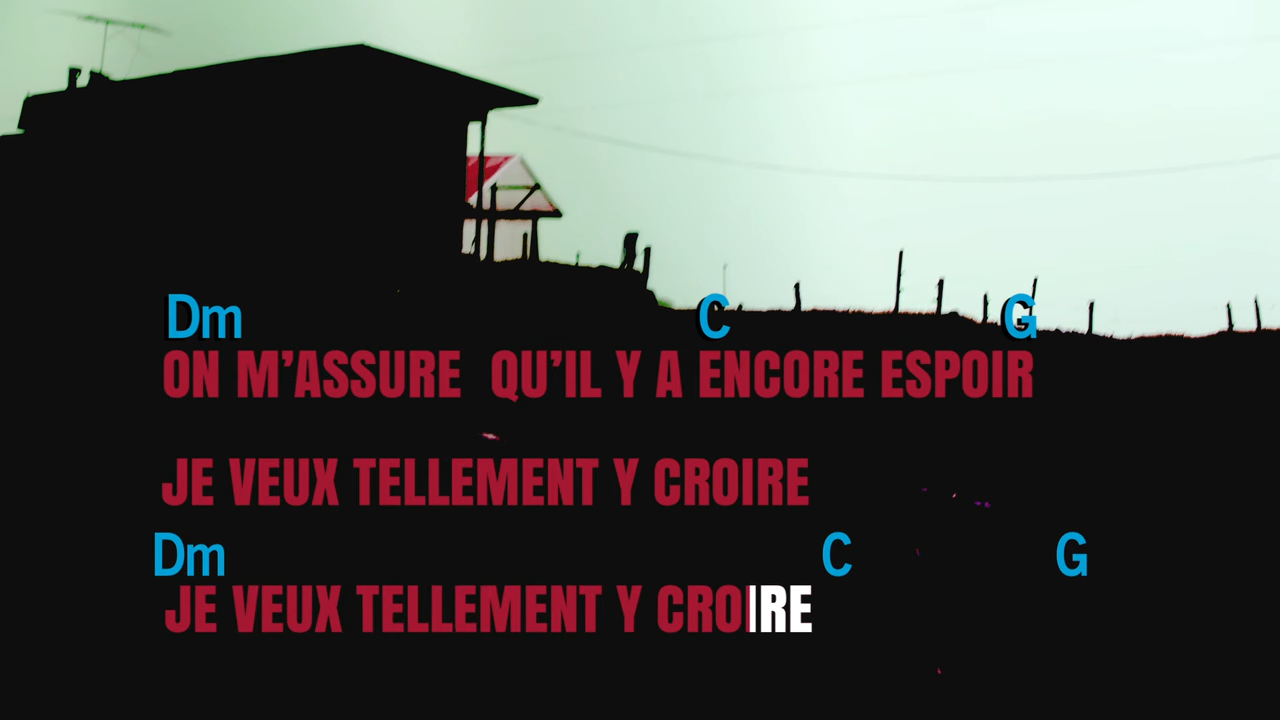 Dm C G
ON M’ASSURE QU’IL Y A ENCORE ESPOIR
JE VEUX TELLEMENT Y CROIRE
Dm C G
JE VEUX TELLEMENT Y CROIRE